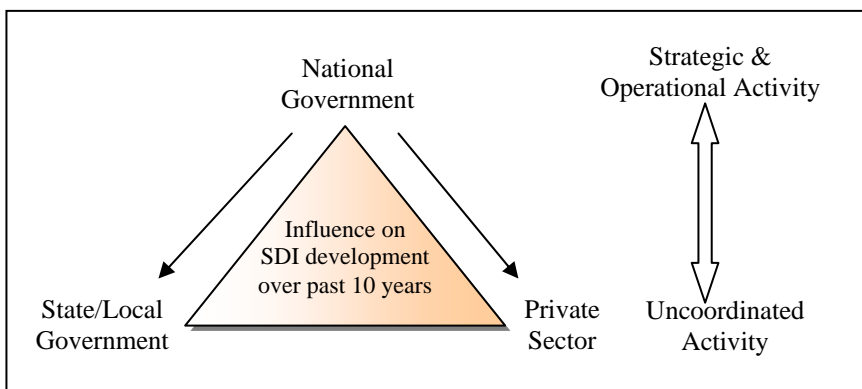 National
Government
Strategic &
Operational Activity
Influence on
SDI development
over past 10 years
State/Local
Government
Private
Sector
Uncoordinated
Activity